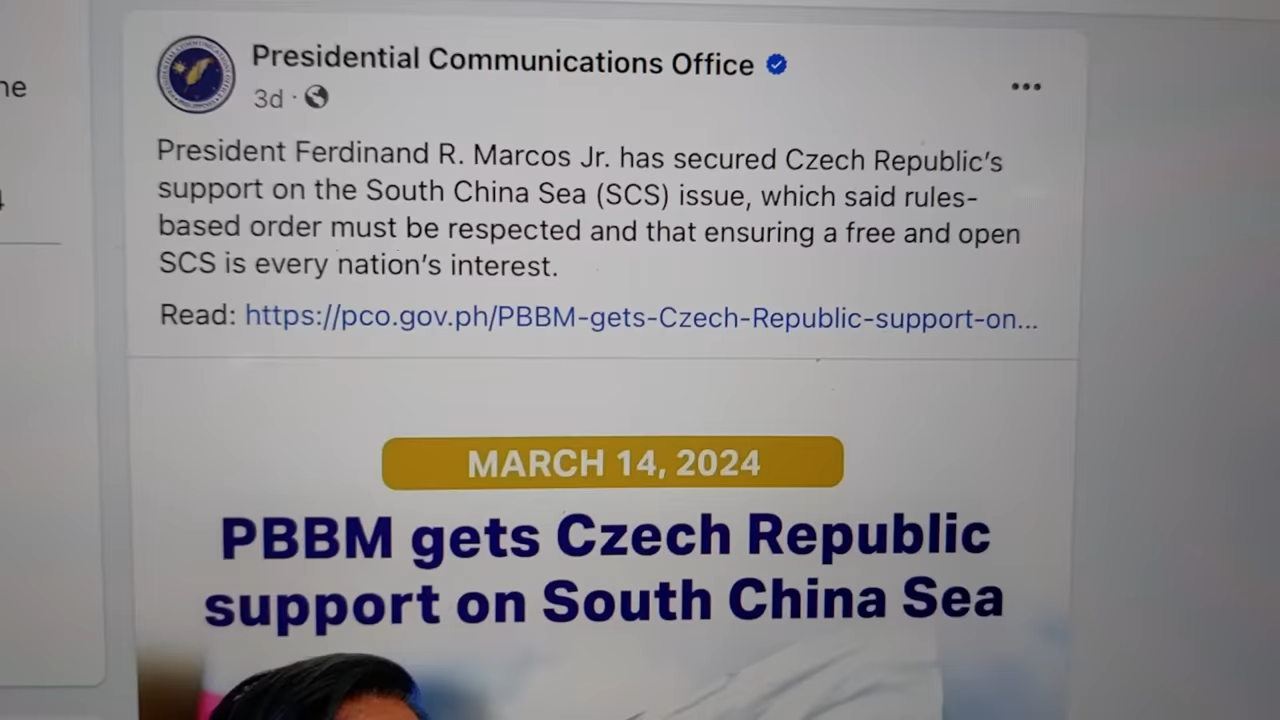 ne
Presidential Communications Office
3d ·
President Ferdinand R. Marcos Jr. has secured Czech Republic's
support on the South China Sea (SCS) issue, which said rules-
based order must be respected and that ensuring a free and open
SCS is every nation's interest.
Read: https://pco.gov.ph/PBBM-gets-Czech-Republic-support-on...
MARCH 14, 2024
PBBM gets Czech Republic
support on South China Sea